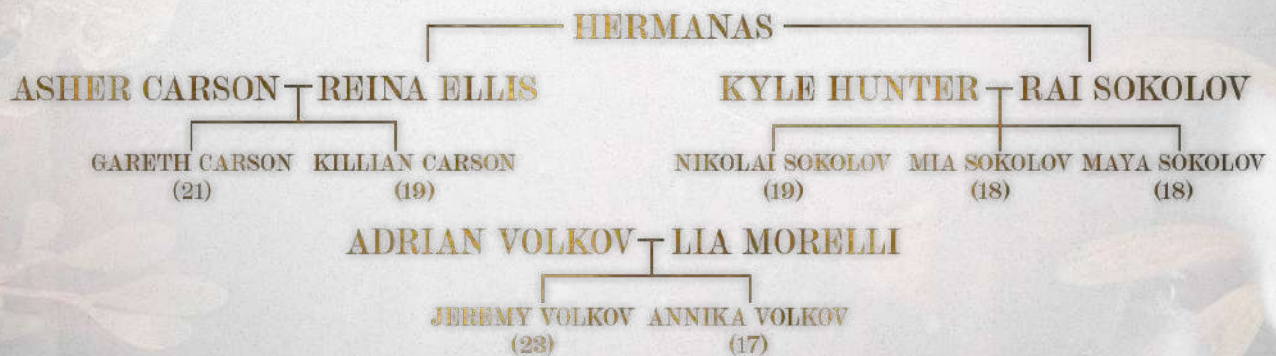 HERMANAS
ASHER CARSON REINA ELLIS KYLE HUNTER RAI SOKOLOV
GARETH CARSON KILLIAN CARSON NIKOLAI SOKOLOV MIA SOKOLOV MAYA SOKOLOV
(21) (19) (19) (18) (18)
ADRIAN VOLKOV LIA MORELLI
JEREMY VOLKOV ANNIKA VOLKOV
(23) (17)